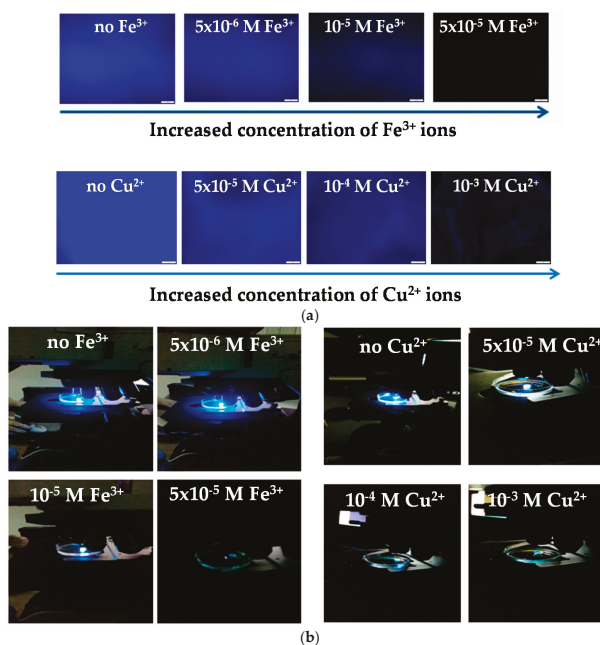 no Fe³⁺ 5x10⁻⁶ M Fe³⁺ 10⁻⁵ M Fe³⁺ 5x10⁻⁵ M Fe³⁺
Increased concentration of Fe³⁺ ions
no Cu²⁺ 5x10⁻⁵ M Cu²⁺ 10⁻⁴ M Cu²⁺ 10⁻³ M Cu²⁺
Increased concentration of Cu²⁺ ions
(a)
no Fe³⁺ 5x10⁻⁶ M Fe³⁺ no Cu²⁺ 5x10⁻⁵ M Cu²⁺
10⁻⁵ M Fe³⁺ 5x10⁻⁵ M Fe³⁺ 10⁻⁴ M Cu²⁺ 10⁻³ M Cu²⁺
(b)